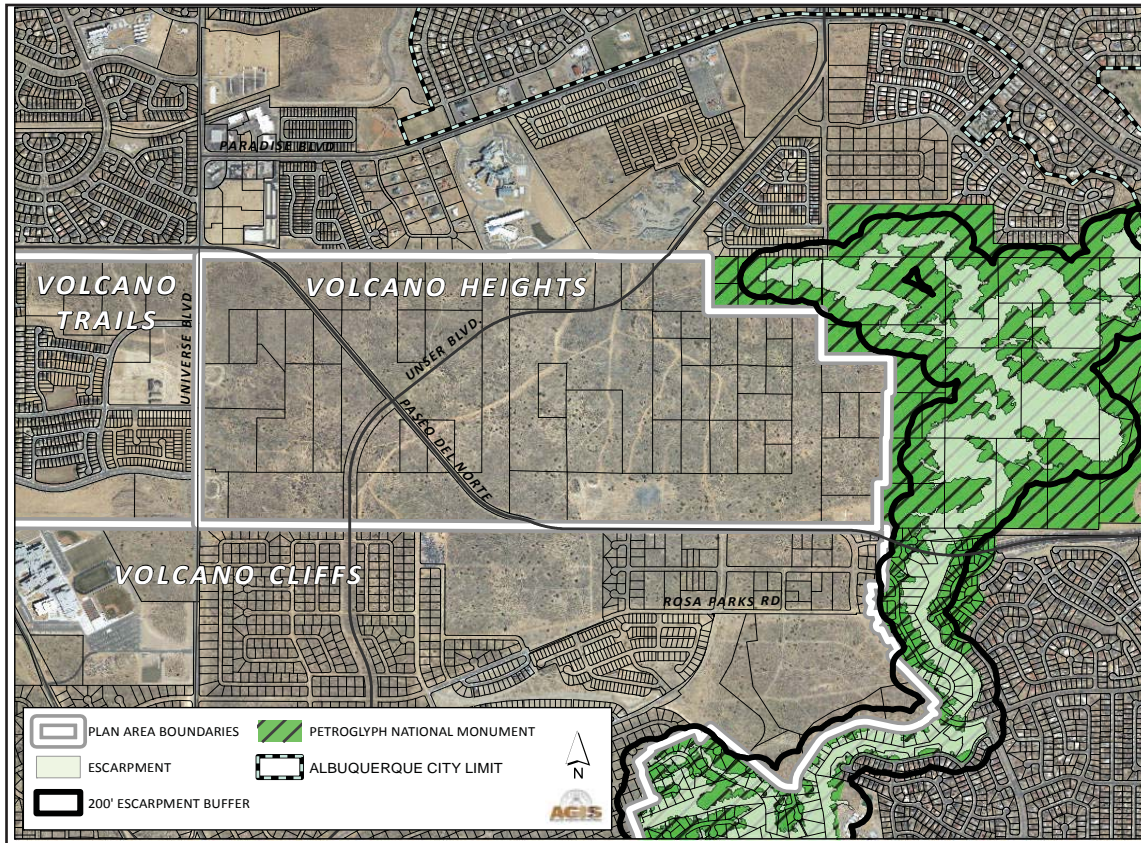 PARADISE BLVD
VOLCANO
TRAILS
VOLCANO HEIGHTS
UNIVERSE BLVD
UNSER BLVD.
PASEO DEL NORTE
VOLCANO CLIFFS
ROSA PARKS RD
PLAN AREA BOUNDARIES
PETROGLYPH NATIONAL MONUMENT
ESCARPMENT
ALBUQUERQUE CITY LIMIT
200' ESCARPMENT BUFFER
N
AGIS